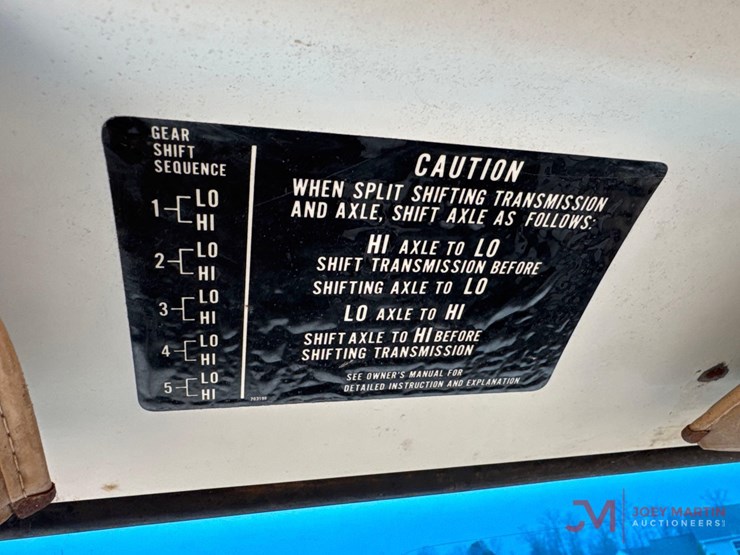 GEAR
SHIFT
SEQUENCE
1 LO
HI
2 LO
HI
3 LO
HI
4 LO
HI
5 LO
HI
CAUTION
WHEN SPLIT SHIFTING TRANSMISSION
AND AXLE, SHIFT AXLE AS FOLLOWS:
HI AXLE TO LO
SHIFT TRANSMISSION BEFORE
SHIFTING AXLE TO LO
LO AXLE TO HI
SHIFT AXLE TO HI BEFORE
SHIFTING TRANSMISSION
SEE OWNER'S MANUAL FOR
DETAILED INSTRUCTION AND EXPLANATION
JM JOEY MARTIN
AUCTIONEERS